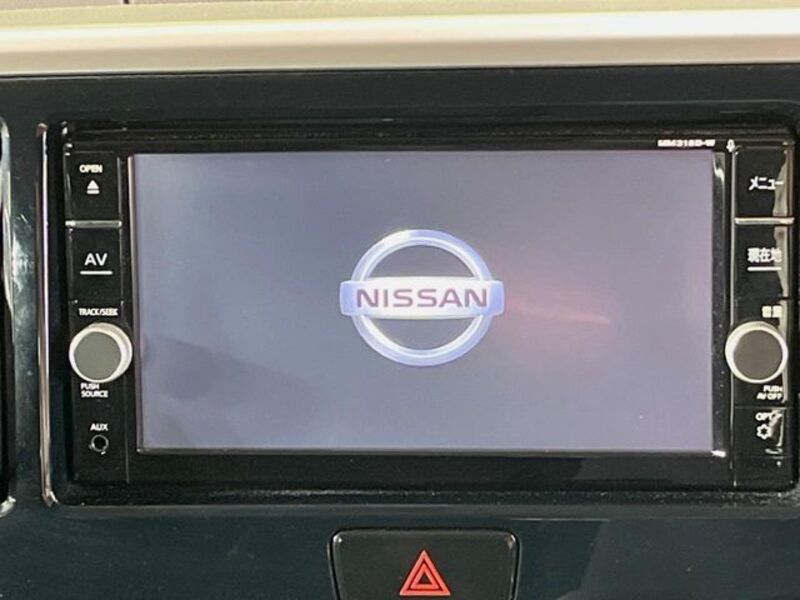 MM318D-W
OPEN
AV
TRACK/SEEK
PUSH
SOURCE
AUX
NISSAN
メニュー
現在地
音量
PUSH
AV OFF
OPT